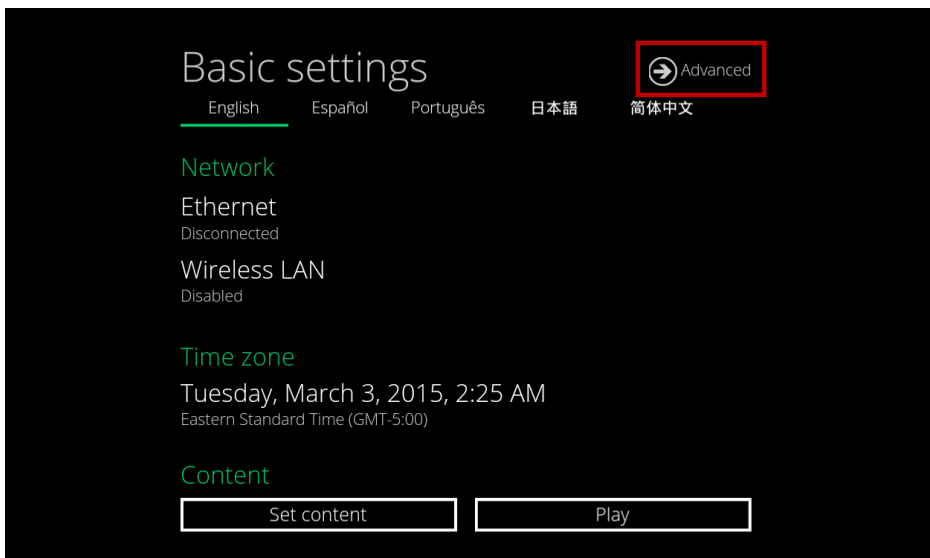 Basic settings
Advanced
English Español Português 日本語 简体中文
Network
Ethernet
Disconnected
Wireless LAN
Disabled
Time zone
Tuesday, March 3, 2015, 2:25 AM
Eastern Standard Time (GMT-5:00)
Content
Set content Play